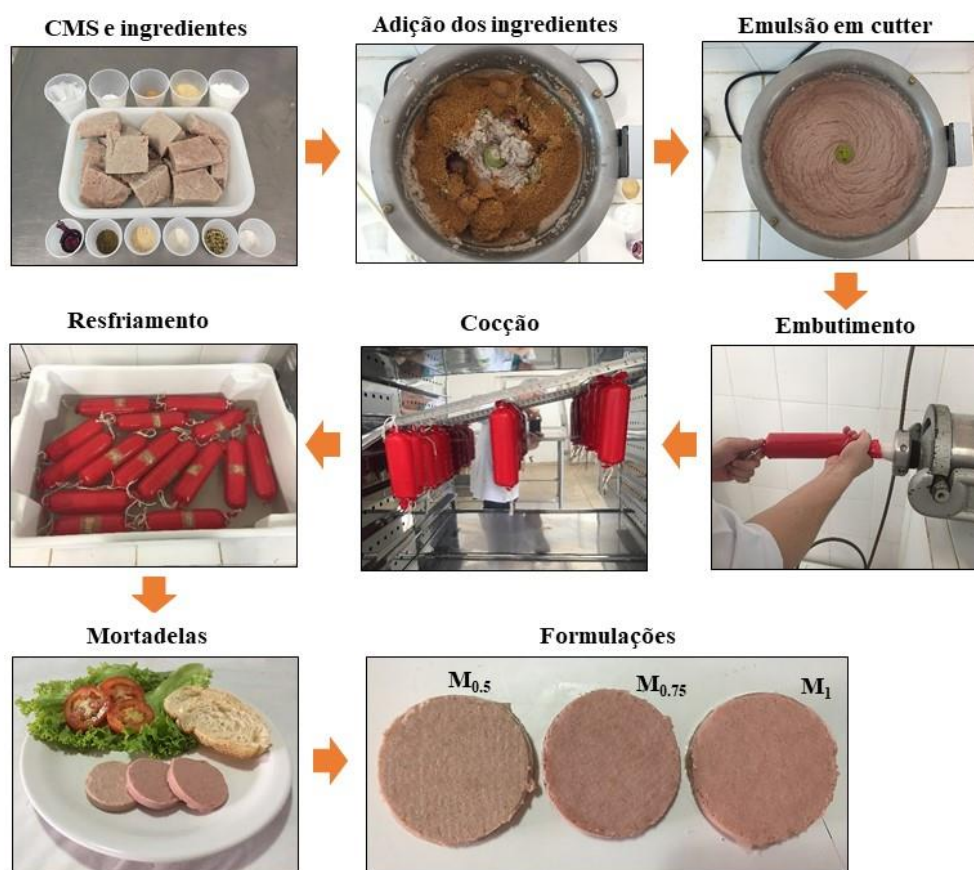 CMS e ingredientes
Adição dos ingredientes
Emulsão em cutter
Embutimento
Cocção
Resfriamento
Mortadelas
Formulações
M0.5
M0.75
M1